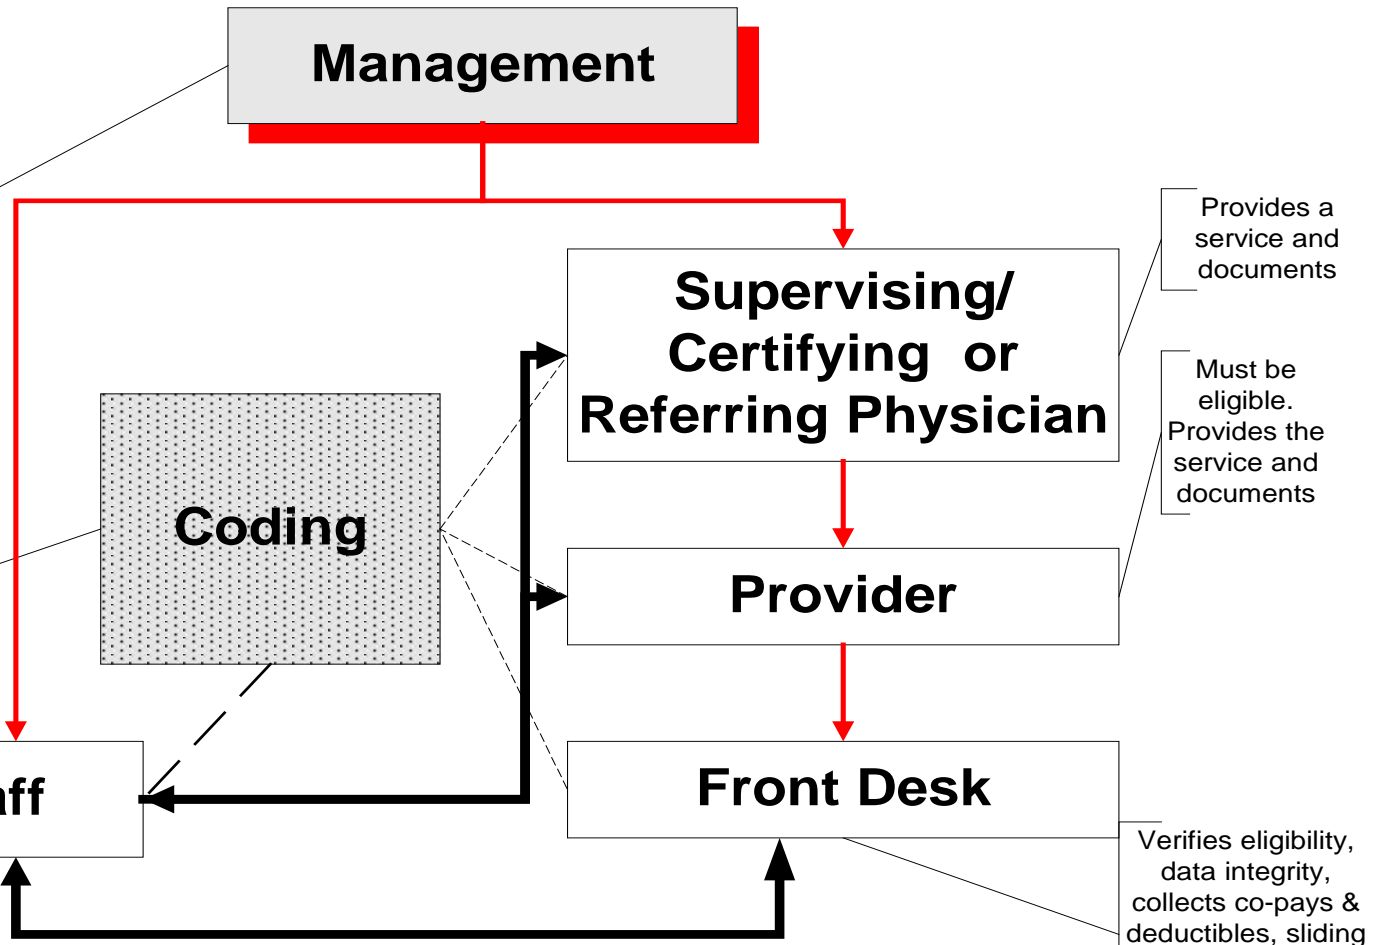 Management
Provides a
service and
documents
Supervising/
Certifying or
Referring Physician
Must be
eligible.
Provides the
service and
documents
Coding
Provider
aff
Front Desk
Verifies eligibility,
data integrity,
collects co-pays &
deductibles, sliding